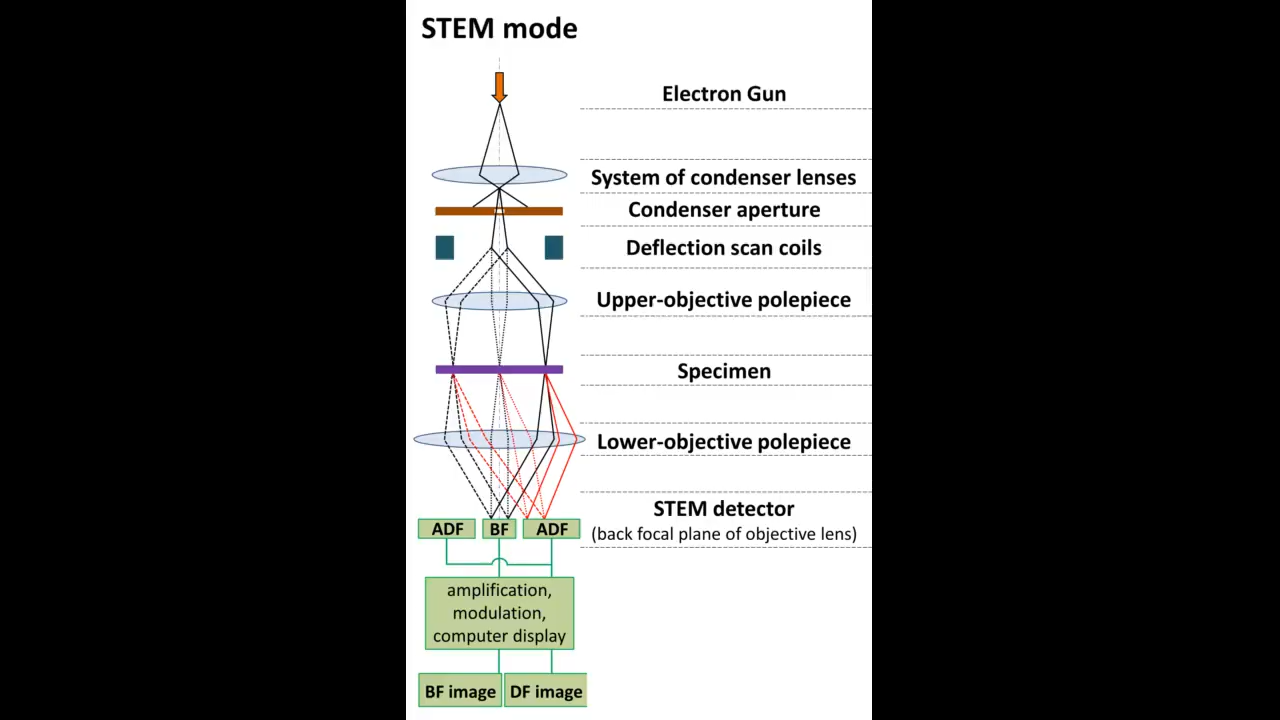 STEM mode
Electron Gun
System of condenser lenses
Condenser aperture
Deflection scan coils
Upper-objective polepiece
Specimen
Lower-objective polepiece
STEM detector
(back focal plane of objective lens)
ADF BF ADF
amplification,
modulation,
computer display
BF image DF image